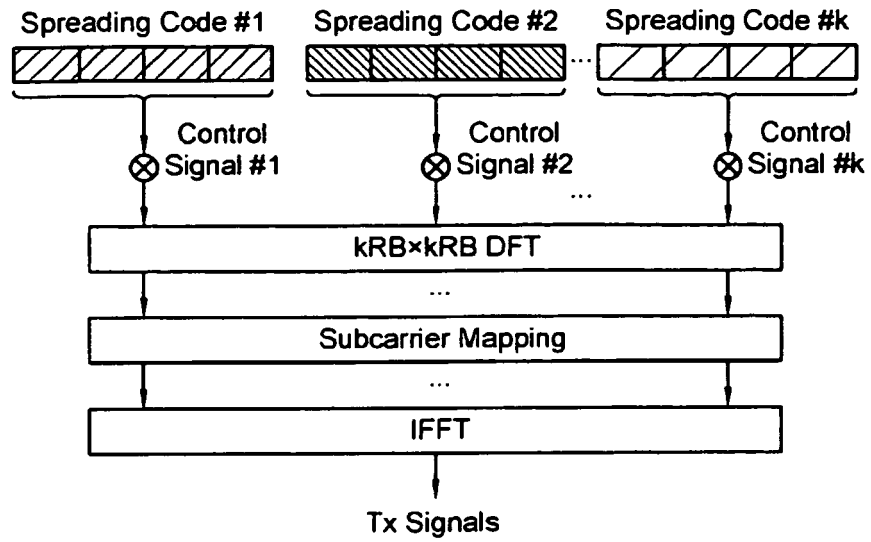 Spreading Code #1 Spreading Code #2 Spreading Code #k
...
Control Signal #1
Control Signal #2
Control Signal #k
...
kRB×kRB DFT
...
Subcarrier Mapping
...
IFFT
Tx Signals